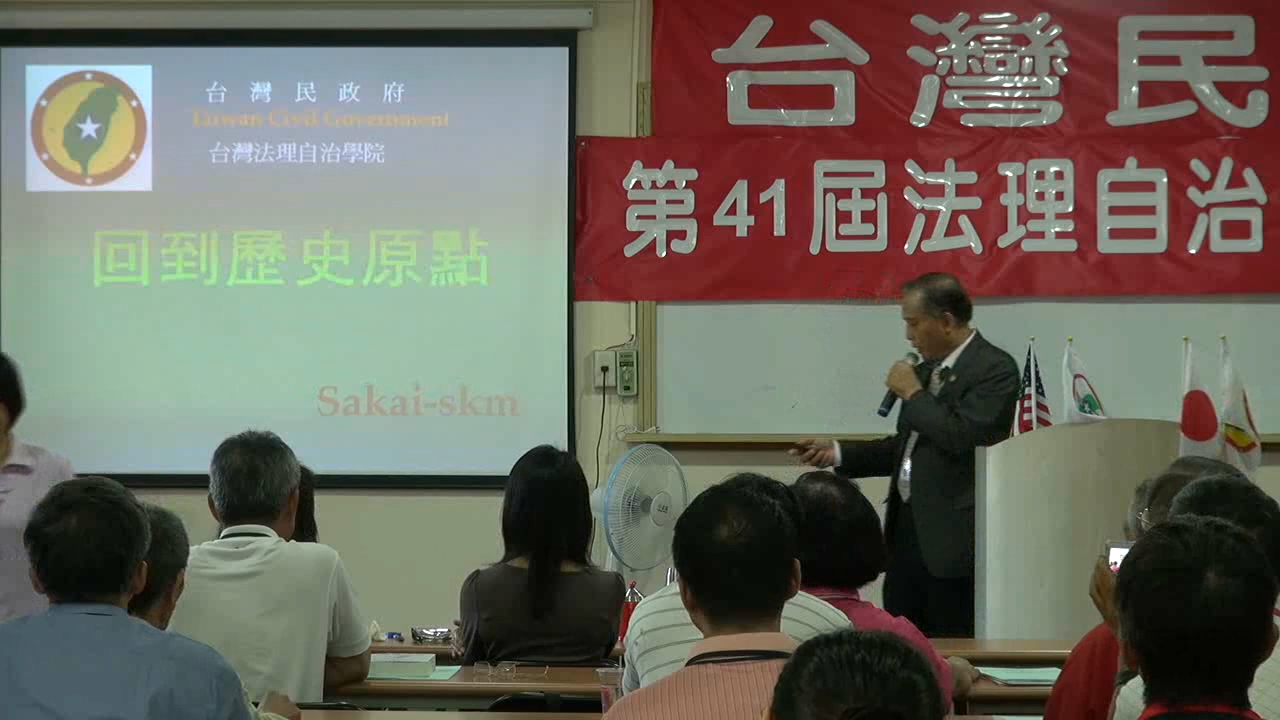 台灣民政府
Taiwan Civil Government
台灣法理自治學院
回到歷史原點
Sakai-skm
台灣民
第41屆法理自治